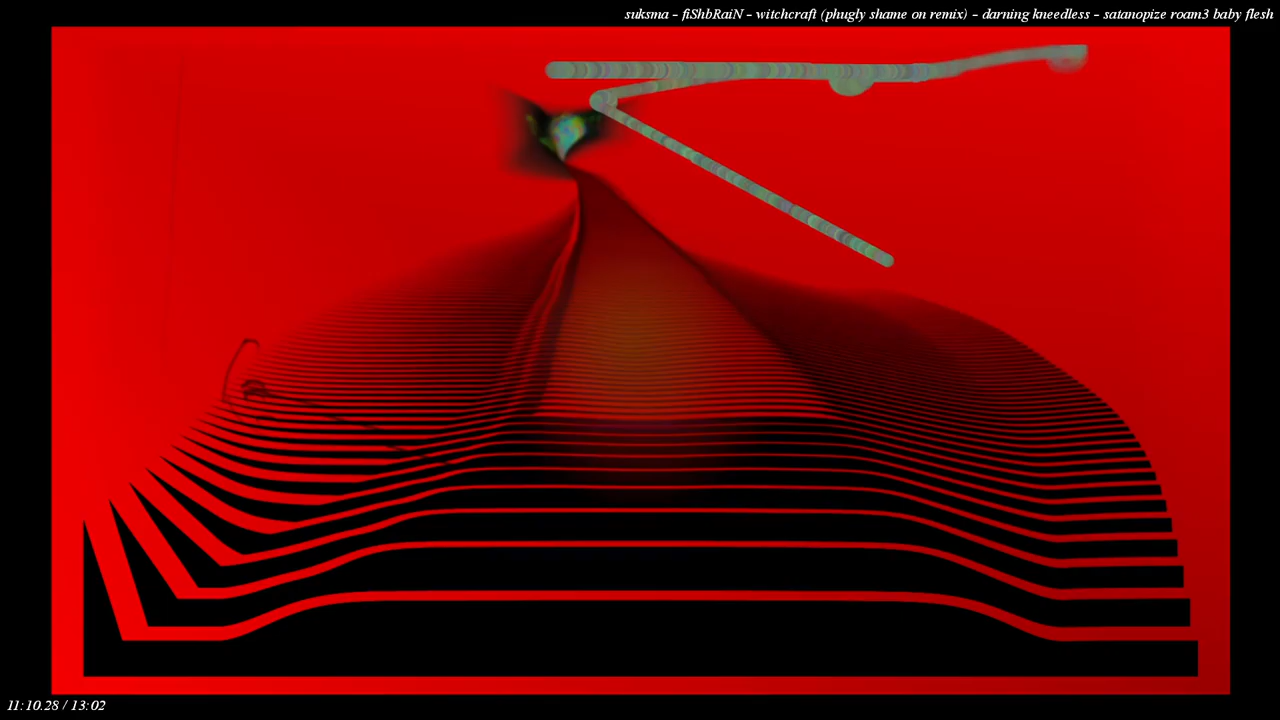 suksma - fiShbRaiN - witchcraft (phugly shame on remix) - darning kneedless - satanopize roam3 baby flesh
11:10.28 / 13:02